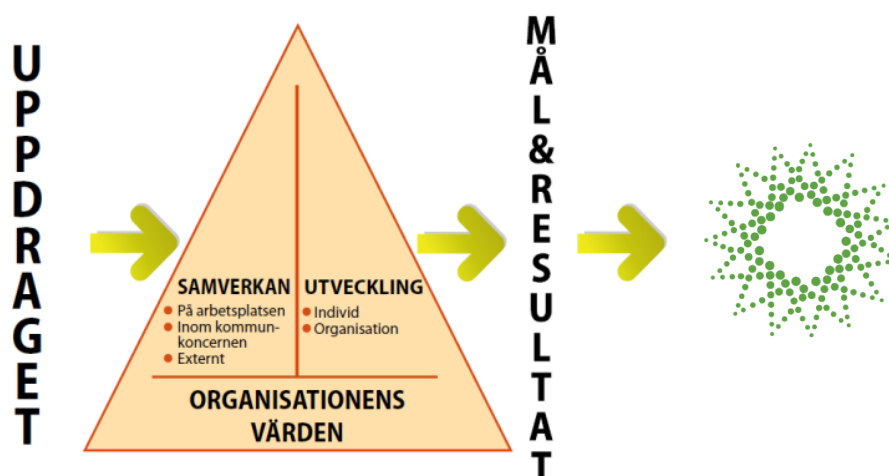 UPPDRAGET
SAMVERKAN
På arbetsplatsen
Inom kommun-
koncernen
Externt
UTVECKLING
Individ
Organisation
ORGANISATIONENS
VÄRDEN
MÅL&RESULTAT